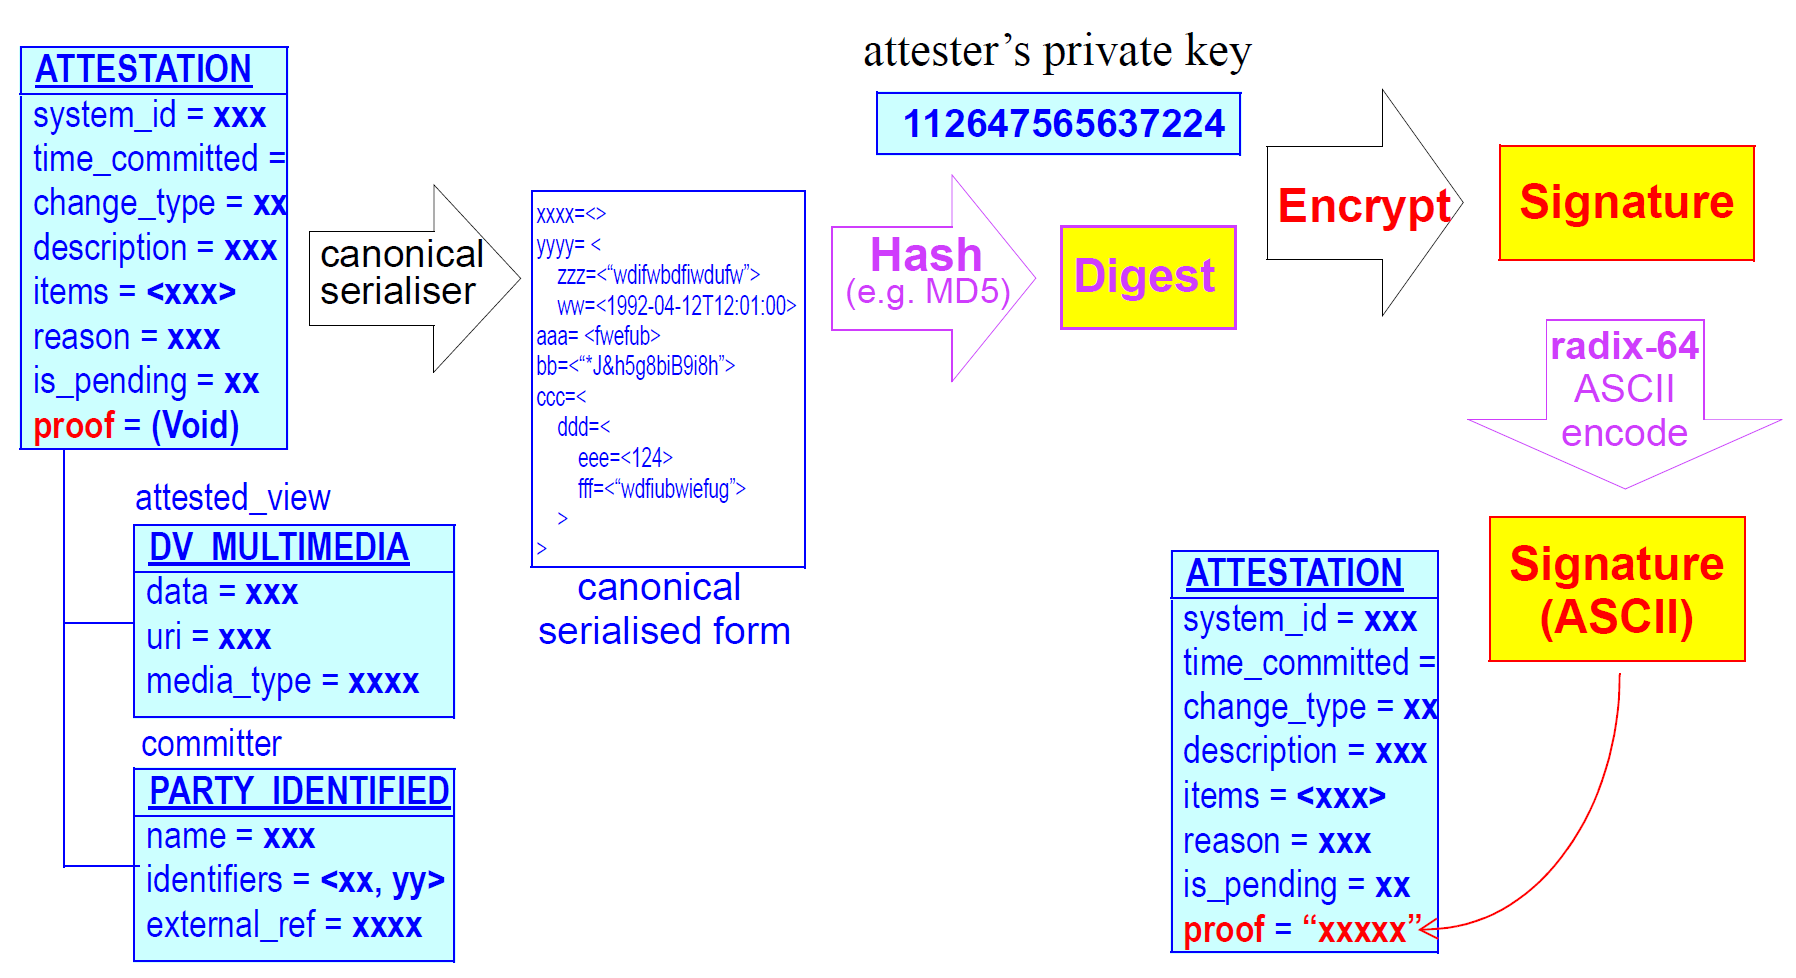 ATTESTATION
system_id = xxx
time_committed =
change_type = xx
description = xxx
items = <xxx>
reason = xxx
is_pending = xx
proof = (Void)
attested_view
DV_MULTIMEDIA
data = xxx
uri = xxx
media_type = xxxx
committer
PARTY_IDENTIFIED
name = xxx
identifiers = <xx, yy>
external_ref = xxxx
canonical
serialiser
xxxx=<>
yyyy= <
zzz=<“wdifwbdfiwdufw”>
ww=<1992-04-12T12:01:00>
aaa= <fwefub>
bb=<“*J&h5g8biB9i8h”>
ccc=<
ddd=<
eee=<124>
fff=<“wdfiubwiefug”>
>
>
canonical
serialised form
attester’s private key
112647565637224
Hash
(e.g. MD5)
Digest
Encrypt
Signature
radix-64
ASCII
encode
Signature
(ASCII)
ATTESTATION
system_id = xxx
time_committed =
change_type = xx
description = xxx
items = <xxx>
reason = xxx
is_pending = xx
proof = “xxxxx”